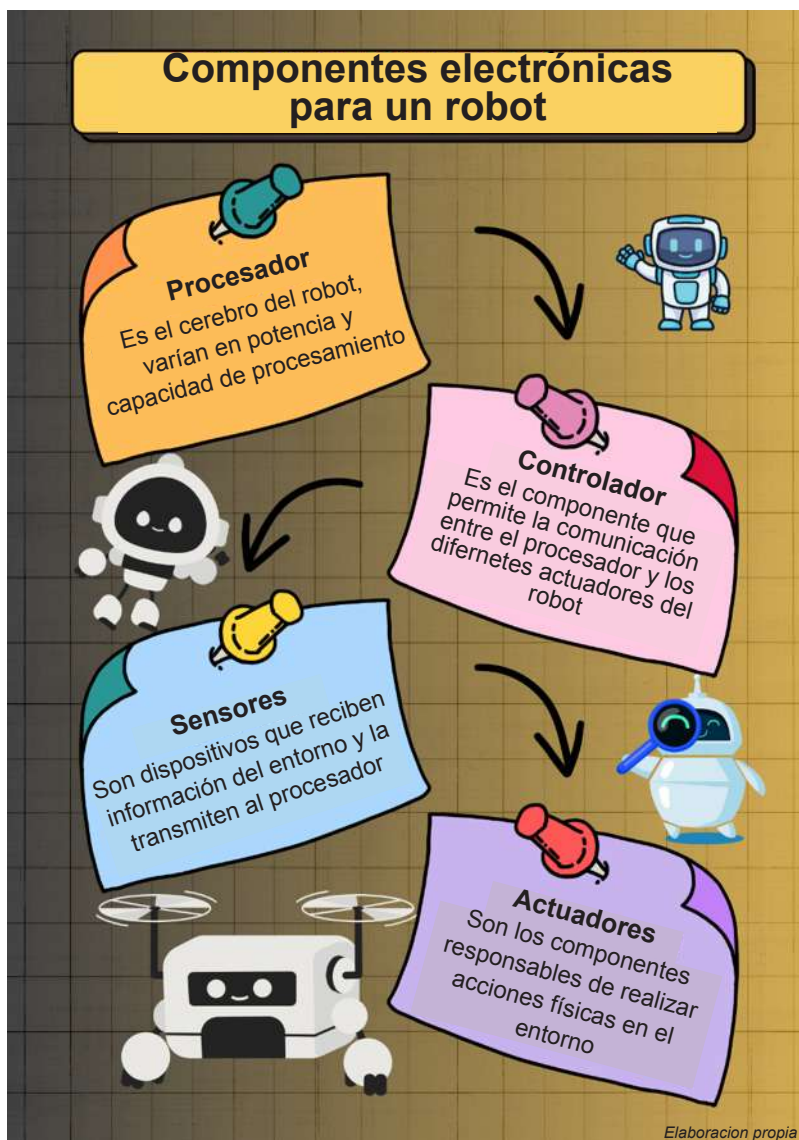 Componentes electrónicas
para un robot
Procesador
Es el cerebro del robot,
varían en potencia y
capacidad de procesamiento
Controlador
Es el componente que
permite la comunicación
entre el procesador y los
difernetes actuadores del
robot
Sensores
Son dispositivos que reciben
información del entorno y la
transmiten al procesador
Actuadores
Son los componentes
responsables de realizar
acciones físicas en el
entorno
Elaboracion propia